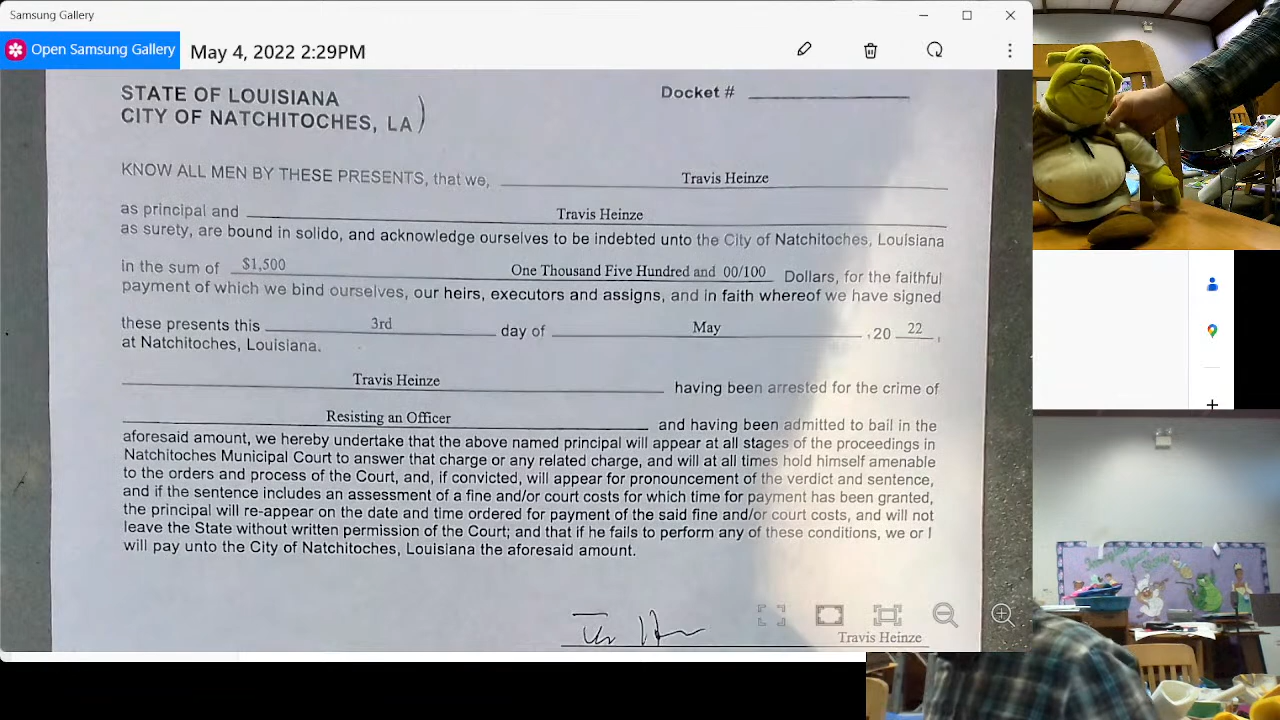 Samsung Gallery
Open Samsung Gallery May 4, 2022 2:29PM
STATE OF LOUISIANA
CITY OF NATCHITOCHES, LA)
Docket #
KNOW ALL MEN BY THESE PRESENTS, that we, Travis Heinze
as principal and Travis Heinze
as surety, are bound in solido, and acknowledge ourselves to be indebted unto the City of Natchitoches, Louisiana
in the sum of $1,500 One Thousand Five Hundred and 00/100 Dollars, for the faithful
payment of which we bind ourselves, our heirs, executors and assigns, and in faith whereof we have signed
these presents this 3rd day of May , 20 22 ,
at Natchitoches, Louisiana.
Travis Heinze having been arrested for the crime of
Resisting an Officer and having been admitted to bail in the
aforesaid amount, we hereby undertake that the above named principal will appear at all stages of the proceedings in
Natchitoches Municipal Court to answer that charge or any related charge, and will at all times hold himself amenable
to the orders and process of the Court, and, if convicted, will appear for pronouncement of the verdict and sentence,
and if the sentence includes an assessment of a fine and/or court costs for which time for payment has been granted,
the principal will re-appear on the date and time ordered for payment of the said fine and/or court costs, and will not
leave the State without written permission of the Court; and that if he fails to perform any of these conditions, we or I
will pay unto the City of Natchitoches, Louisiana the aforesaid amount.
Travis Heinze